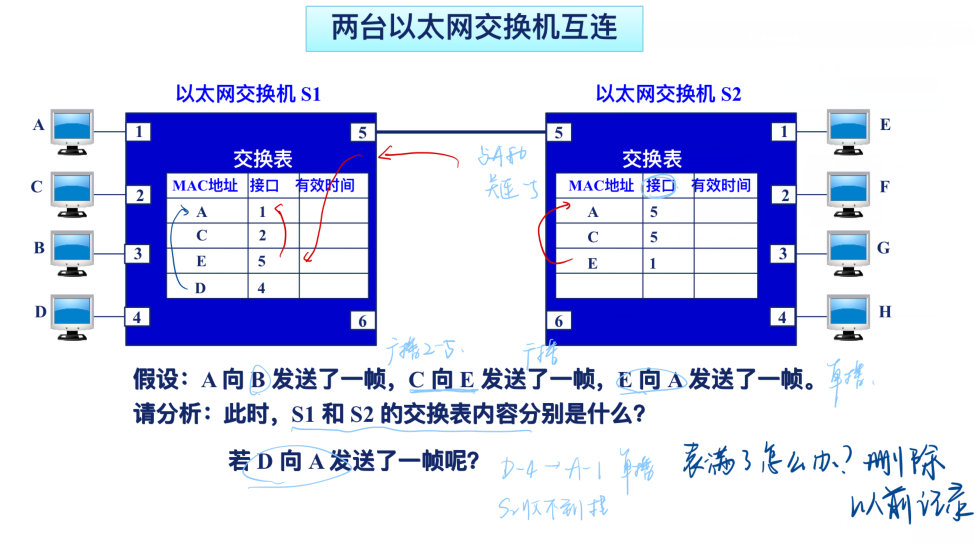 两台以太网交换机互连
以太网交换机 S1
以太网交换机 S2
A
1
5
5
1
E
交换表
交换表
占A和
关连了
C
2
MAC地址 接口 有效时间
MAC地址 接口 有效时间
2
F
A 1
A 5
C 2
C 5
B
3
E 5
E 1
3
G
D 4
D
4
6
6
4
H
广播2一方.
广播
假设：A 向 B 发送了一帧，C 向 E 发送了一帧，E 向 A 发送了一帧。
单播.
请分析：此时，S1 和 S2 的交换表内容分别是什么？
若 D 向 A 发送了一帧呢？
D-4 → A-1 单播
S2收不到
表满了怎么办？删除
以前记录